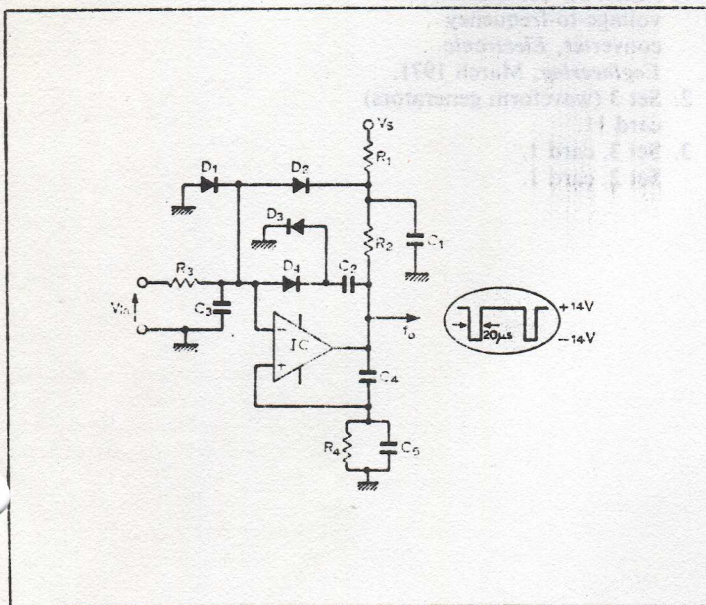 voltage-to-frequency
converter, Electronic
Engineering, March 1971.
2. Set 3 (waveform generators)
card 11.
3. Set 3, card 1.
Set 2, card 1.
Vs
R1
D1
D2
D3
R2
C1
R3
D4
C2
Vin
C3
−
IC
+
fo
+14V
20μs
−14V
C4
R4
C5